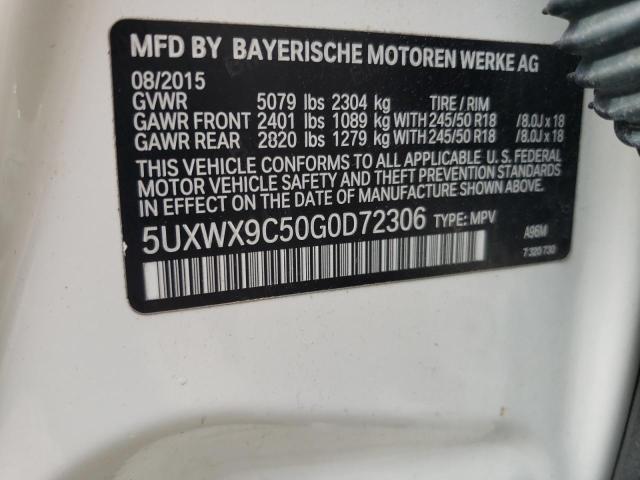 MFD BY BAYERISCHE MOTOREN WERKE AG
08/2015
GVWR 5079 lbs 2304 kg TIRE / RIM
GAWR FRONT 2401 lbs 1089 kg WITH 245/50 R18 /8.0J x 18
GAWR REAR 2820 lbs 1279 kg WITH 245/50 R18 /8.0J x 18
THIS VEHICLE CONFORMS TO ALL APPLICABLE U. S. FEDERAL
MOTOR VEHICLE SAFETY AND THEFT PREVENTION STANDARDS
IN EFFECT ON THE DATE OF MANUFACTURE SHOWN ABOVE.
5UXWX9C50G0D72306 TYPE: MPV
A96M
7 320 730